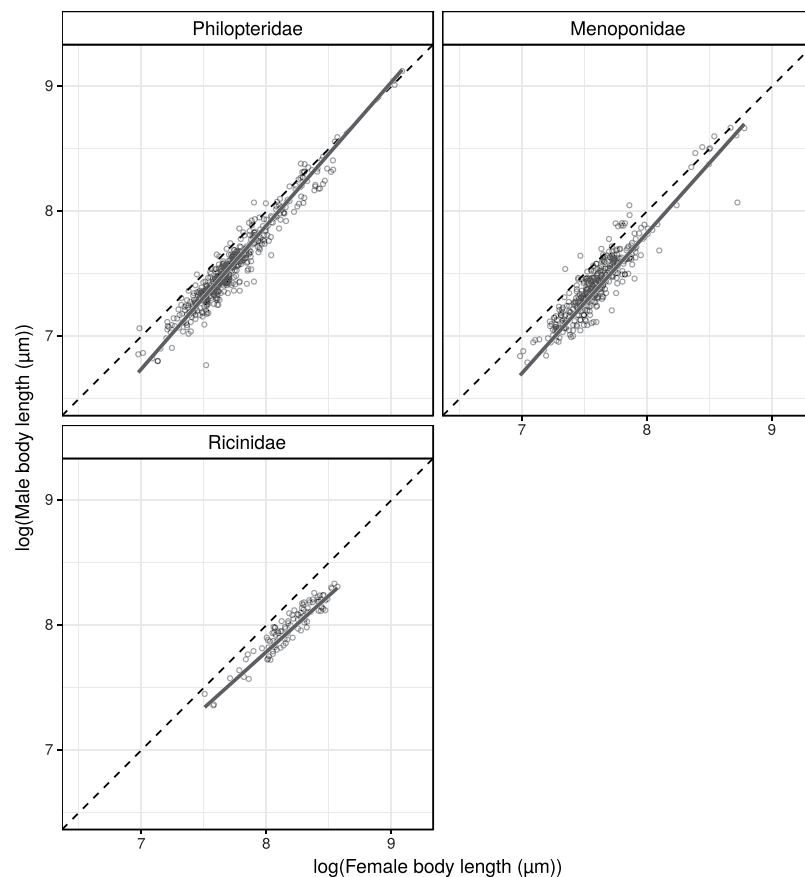 Philopteridae
Menoponidae
9
8
7
7 8 9
Ricinidae
9
8
7
7 8 9
log(Male body length (μm))
log(Female body length (μm))